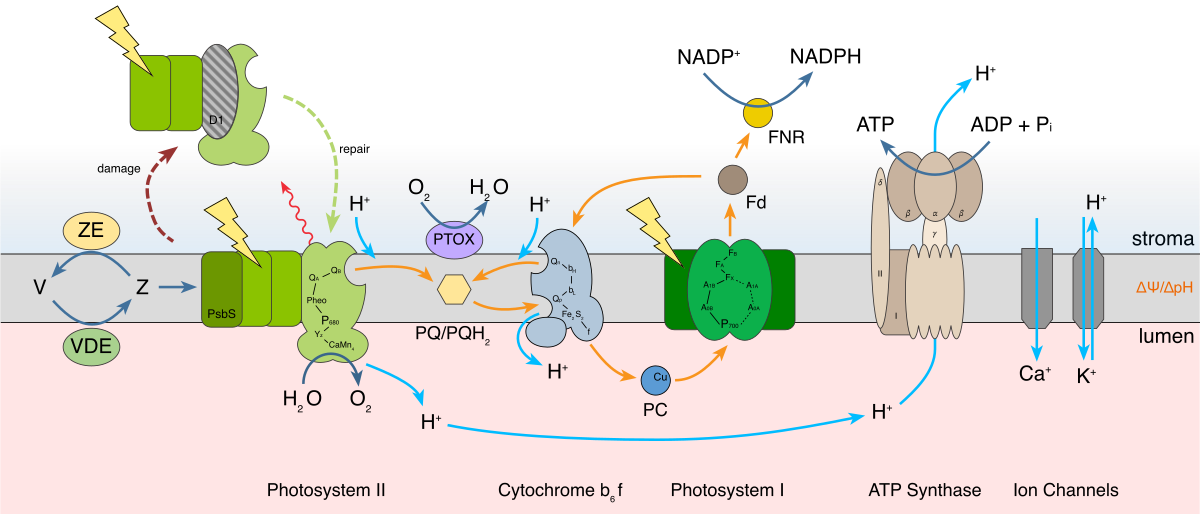 NADP⁺
NADPH
FNR
Fd
H⁺
ATP
ADP + Pᵢ
D1
damage
repair
O₂
H₂O
H⁺
H⁺
PTOX
ZE
V
Z
VDE
PsbS
Q_A
Q_B
Pheo
P₆₈₀
Y_Z
CaMn₄
H₂O
O₂
PQ/PQH₂
Q_n
b_H
b_L
Q_p
Fe₂S₂
f
H⁺
H⁺
Cu
PC
F_B
F_A
F_X
A_1B
A_1A
A_0B
A_0A
P₇₀₀
δ
β
α
β
γ
II
I
H⁺
H⁺
stroma
ΔΨ/ΔpH
lumen
Ca⁺
K⁺
Photosystem II
Cytochrome b₆f
Photosystem I
ATP Synthase
Ion Channels